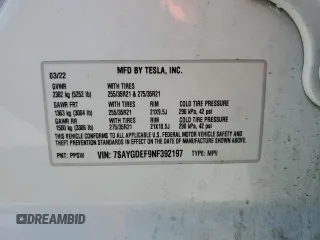 03/22 MFD BY TESLA, INC.
GVWR WITH TIRES
2382 kg (5252 lb) 255/35R21 & 275/35R21
GAWR FRT WITH TIRES RIM COLD TIRE PRESSURE
1363 kg (3004 lb) 255/35R21 21X9.5J 290 kPa, 42 psi
GAWR RR WITH TIRES RIM COLD TIRE PRESSURE
1500 kg (3306 lb) 275/35R21 21X10.5J 290 kPa, 42 psi
THIS VEHICLE CONFORMS TO ALL APPLICABLE U.S. FEDERAL MOTOR VEHICLE SAFETY AND
THEFT PREVENTION STANDARDS IN EFFECT ON THE DATE OF MANUFACTURE SHOWN ABOVE.
PNT: PPSW VIN: 7SAYGDEF9NF392197 TYPE: MPV
DREAMBID